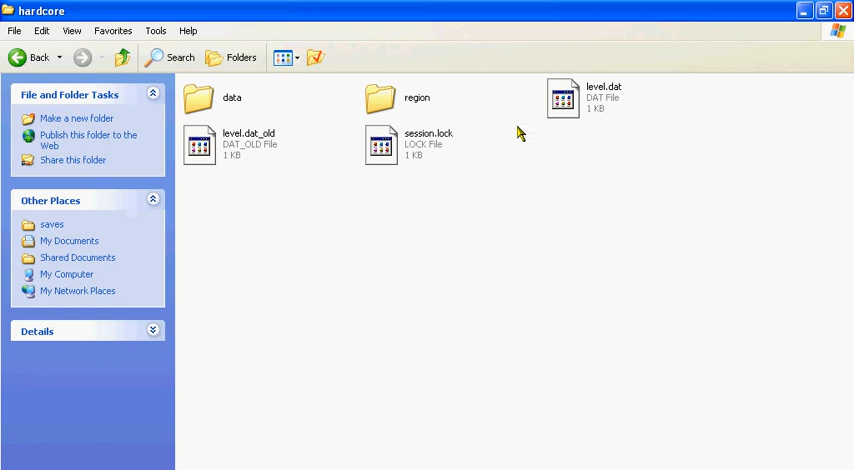 hardcore
File Edit View Favorites Tools Help
Back Search Folders
File and Folder Tasks
Make a new folder
Publish this folder to the
Web
Share this folder
Other Places
saves
My Documents
Shared Documents
My Computer
My Network Places
Details
data
region
level.dat
DAT File
1 KB
level.dat_old
DAT_OLD File
1 KB
session.lock
LOCK File
1 KB